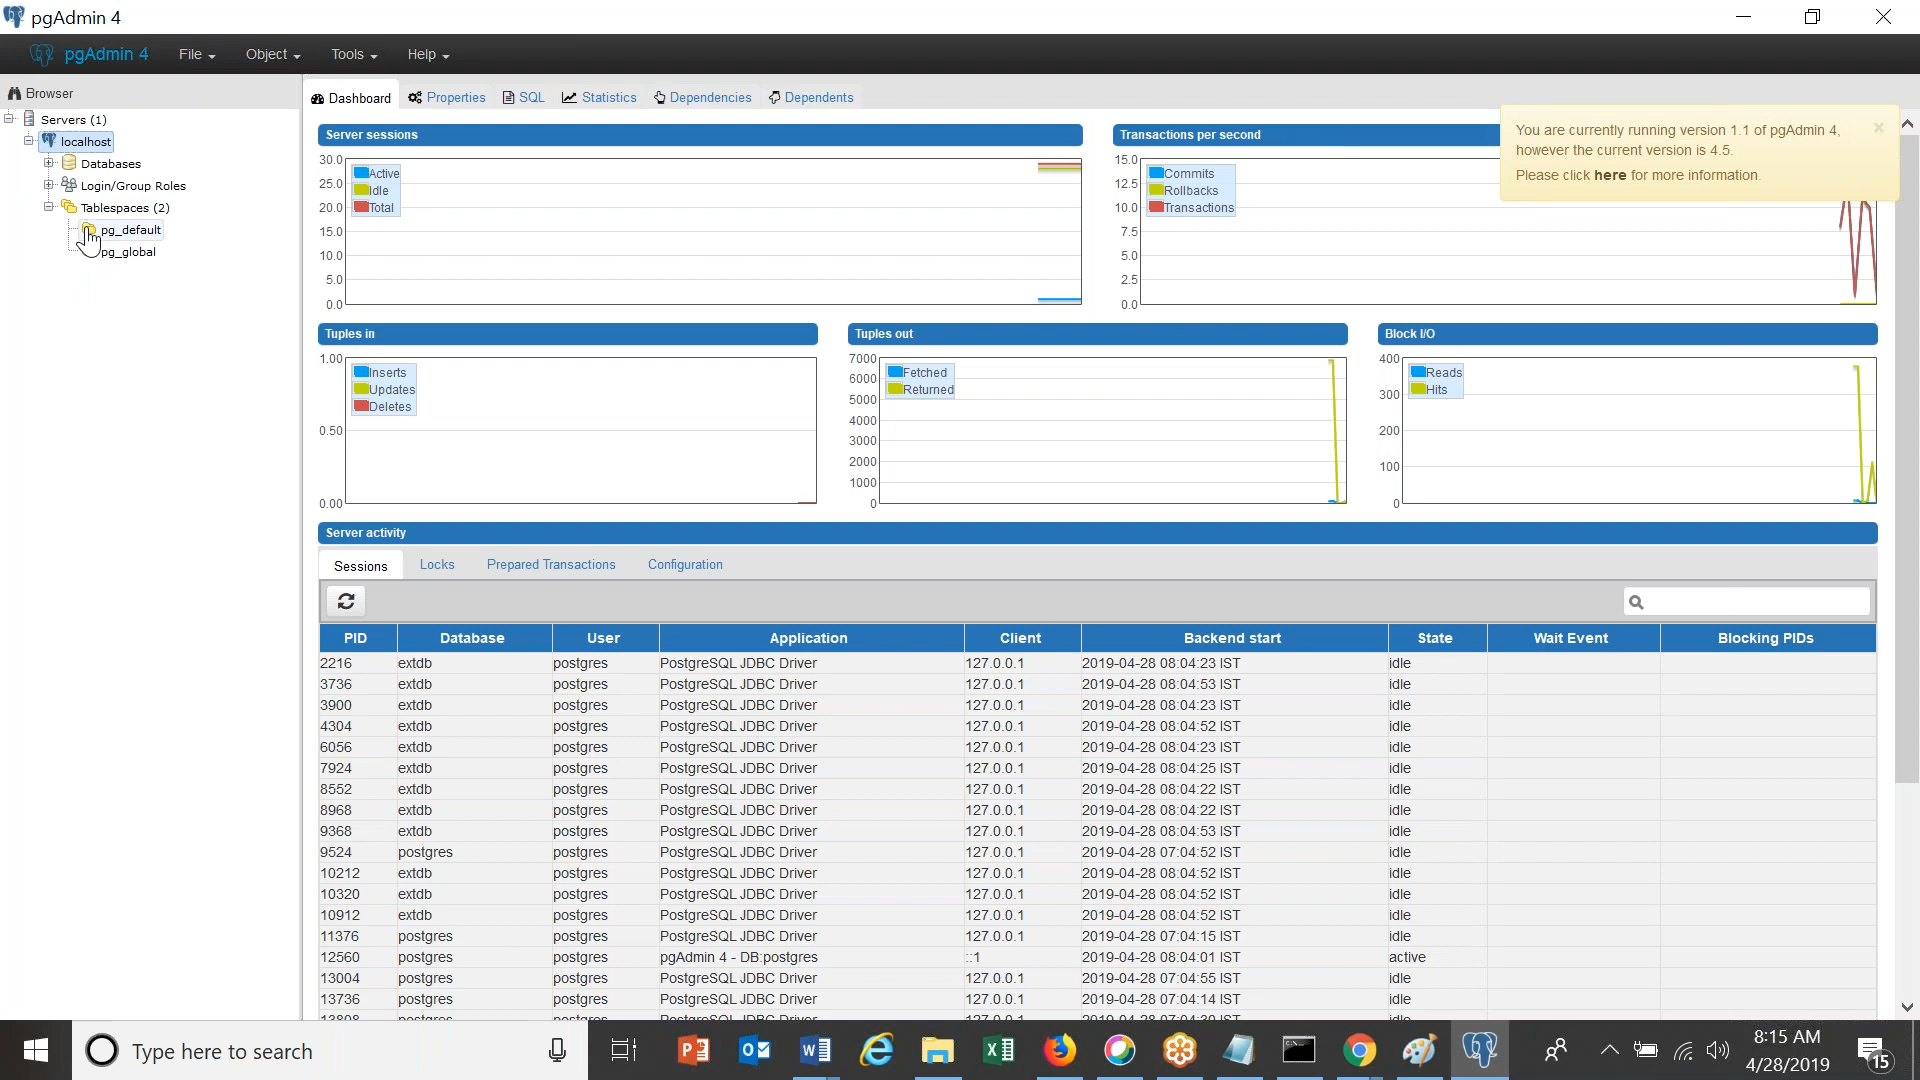 pgAdmin 4
pgAdmin 4 File Object Tools Help
Browser
Servers (1)
localhost
Databases
Login/Group Roles
Tablespaces (2)
pg_default
pg_global
Dashboard Properties SQL Statistics Dependencies Dependents
You are currently running version 1.1 of pgAdmin 4,
however the current version is 4.5.
Please click here for more information.
Server sessions
30.0
25.0
20.0
15.0
10.0
5.0
0.0
Active
Idle
Total
Transactions per second
15.0
12.5
10.0
7.5
5.0
2.5
0.0
Commits
Rollbacks
Transactions
Tuples in
1.00
0.50
0.00
Inserts
Updates
Deletes
Tuples out
7000
6000
5000
4000
3000
2000
1000
0
Fetched
Returned
Block I/O
400
300
200
100
0
Reads
Hits
Server activity
Sessions Locks Prepared Transactions Configuration
PID Database User Application Client Backend start State Wait Event Blocking PIDs
2216 extdb postgres PostgreSQL JDBC Driver 127.0.0.1 2019-04-28 08:04:23 IST idle
3736 extdb postgres PostgreSQL JDBC Driver 127.0.0.1 2019-04-28 08:04:53 IST idle
3900 extdb postgres PostgreSQL JDBC Driver 127.0.0.1 2019-04-28 08:04:23 IST idle
4304 extdb postgres PostgreSQL JDBC Driver 127.0.0.1 2019-04-28 08:04:52 IST idle
6056 extdb postgres PostgreSQL JDBC Driver 127.0.0.1 2019-04-28 08:04:23 IST idle
7924 extdb postgres PostgreSQL JDBC Driver 127.0.0.1 2019-04-28 08:04:25 IST idle
8552 extdb postgres PostgreSQL JDBC Driver 127.0.0.1 2019-04-28 08:04:22 IST idle
8968 extdb postgres PostgreSQL JDBC Driver 127.0.0.1 2019-04-28 08:04:22 IST idle
9368 extdb postgres PostgreSQL JDBC Driver 127.0.0.1 2019-04-28 08:04:53 IST idle
9524 postgres postgres PostgreSQL JDBC Driver 127.0.0.1 2019-04-28 07:04:52 IST idle
10212 extdb postgres PostgreSQL JDBC Driver 127.0.0.1 2019-04-28 08:04:52 IST idle
10320 extdb postgres PostgreSQL JDBC Driver 127.0.0.1 2019-04-28 08:04:52 IST idle
10912 extdb postgres PostgreSQL JDBC Driver 127.0.0.1 2019-04-28 08:04:52 IST idle
11376 postgres postgres PostgreSQL JDBC Driver 127.0.0.1 2019-04-28 07:04:15 IST idle
12560 postgres postgres pgAdmin 4 - DB:postgres ::1 2019-04-28 08:04:01 IST active
13004 postgres postgres PostgreSQL JDBC Driver 127.0.0.1 2019-04-28 07:04:55 IST idle
13736 postgres postgres PostgreSQL JDBC Driver 127.0.0.1 2019-04-28 07:04:14 IST idle
Type here to search
8:15 AM
4/28/2019
15